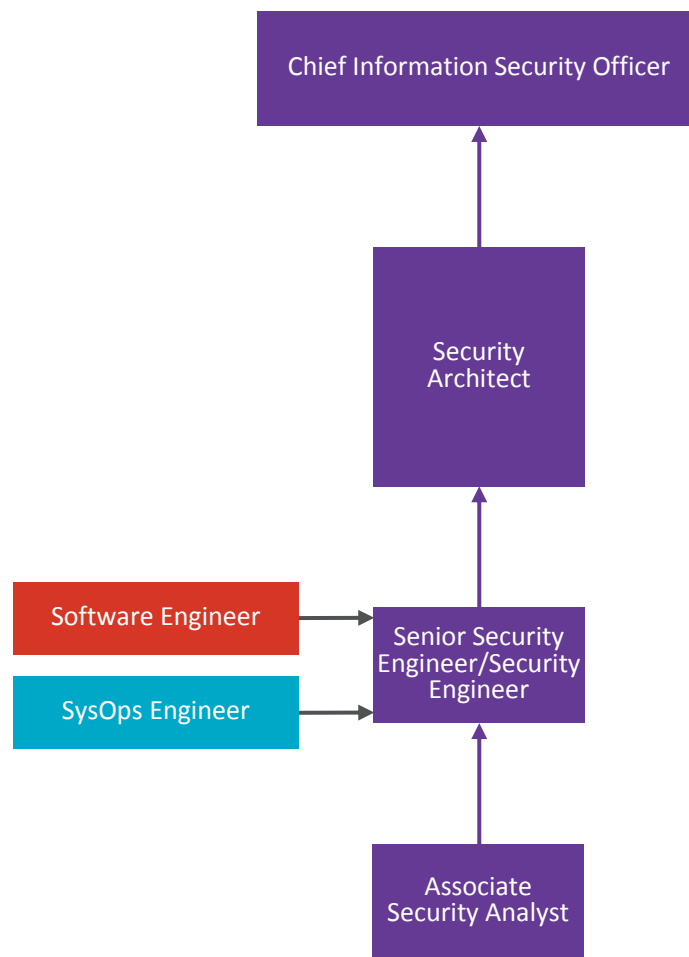 Chief Information Security Officer
Security
Architect
Software Engineer
Senior Security
Engineer/Security
Engineer
SysOps Engineer
Associate
Security Analyst